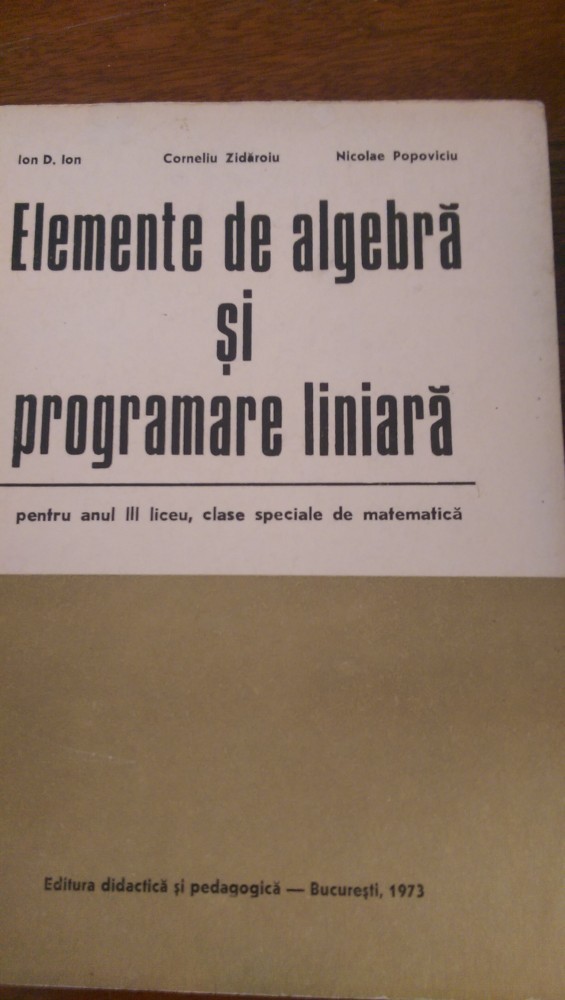 Ion D. Ion Corneliu Zidăroiu Nicolae Popoviciu
Elemente de algebră
și
programare liniară
pentru anul III liceu, clase speciale de matematică
Editura didactică și pedagogică — București, 1973